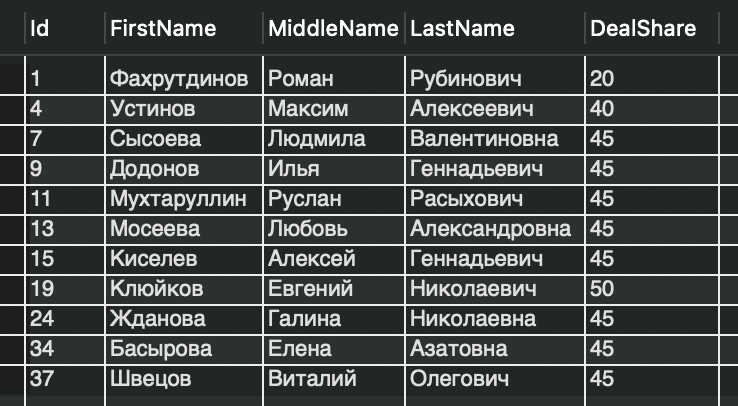 Id FirstName MiddleName LastName DealShare
1 Фахрутдинов Роман Рубинович 20
4 Устинов Максим Алексеевич 40
7 Сысоева Людмила Валентиновна 45
9 Додонов Илья Геннадьевич 45
11 Мухтаруллин Руслан Расыхович 45
13 Мосеева Любовь Александровна 45
15 Киселев Алексей Геннадьевич 45
19 Клюйков Евгений Николаевич 50
24 Жданова Галина Николаевна 45
34 Басырова Елена Азатовна 45
37 Швецов Виталий Олегович 45